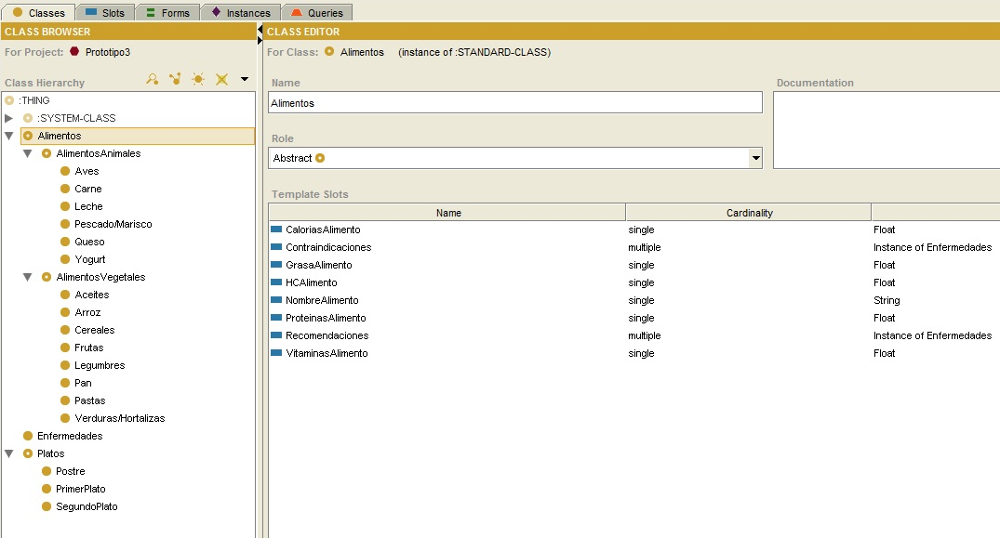 Classes Slots Forms Instances Queries
CLASS BROWSER
For Project: Prototipo3
Class Hierarchy
:THING
:SYSTEM-CLASS
Alimentos
AlimentosAnimales
Aves
Carne
Leche
Pescado/Marisco
Queso
Yogurt
AlimentosVegetales
Aceites
Arroz
Cereales
Frutas
Legumbres
Pan
Pastas
Verduras/Hortalizas
Enfermedades
Platos
Postre
PrimerPlato
SegundoPlato
CLASS EDITOR
For Class: Alimentos (instance of :STANDARD-CLASS)
Name
Alimentos
Documentation
Role
Abstract
Template Slots
Name Cardinality
CaloriasAlimento single Float
Contraindicaciones multiple Instance of Enfermedades
GrasaAlimento single Float
HCAlimento single Float
NombreAlimento single String
ProteinasAlimento single Float
Recomendaciones multiple Instance of Enfermedades
VitaminasAlimento single Float